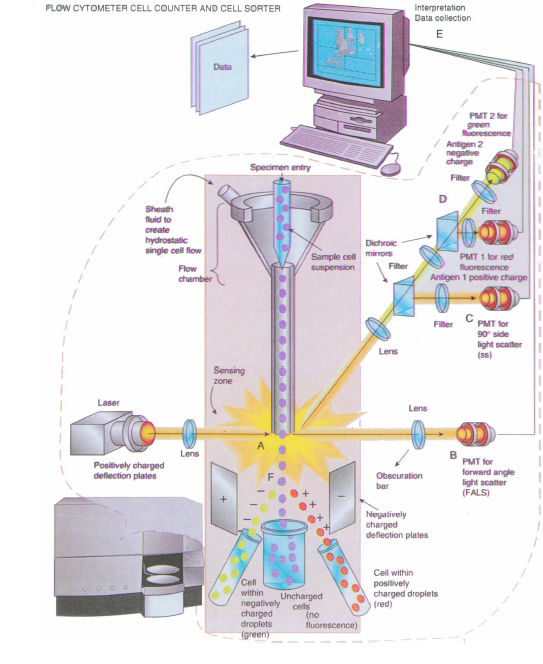 FLOW CYTOMETER CELL COUNTER AND CELL SORTER
Interpretation
Data collection
E
Data
PMT 2 for
green
fluorescence
Antigen 2
negative
charge
Filter
Specimen entry
Sheath
fluid to
create
hydrostatic
single cell flow
D
Filter
Sample cell
suspension
Dichroic
mirrors
Filter
PMT 1 for red
fluorescence
Antigen 1 positive charge
Flow
chamber
C
Filter
PMT for
90° side
light scatter
(ss)
Lens
Sensing
zone
Laser
Lens
A
Lens
B
Positively charged
deflection plates
PMT for
forward angle
light scatter
(FALS)
Obscuration
bar
F
+
−
− − − −
+ + + +
Negatively
charged
deflection plates
Cell
within
negatively
charged
droplets
(green)
Uncharged
cells
(no
fluorescence)
Cell within
positively
charged droplets
(red)